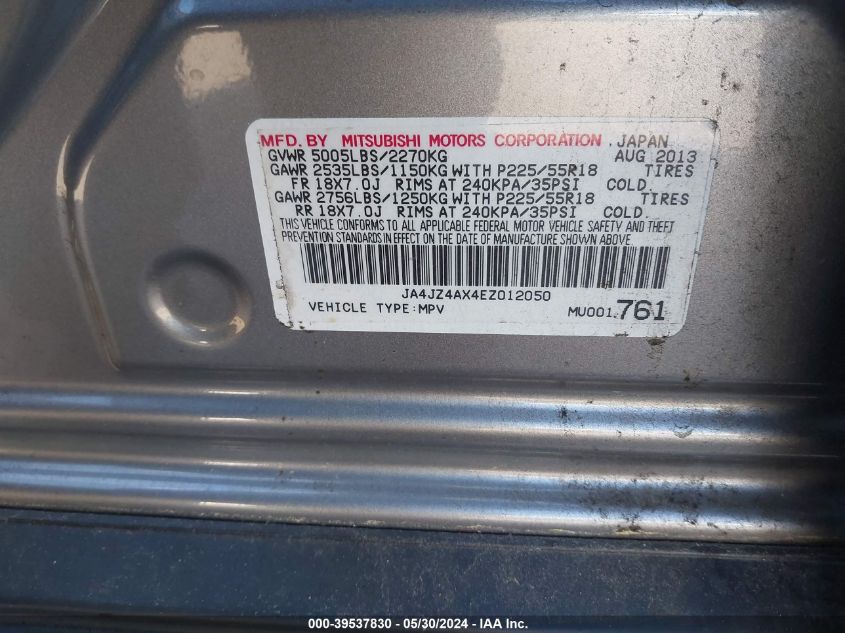 MFD. BY MITSUBISHI MOTORS CORPORATION . JAPAN
GVWR 5005LBS/2270KG AUG 2013
GAWR 2535LBS/1150KG WITH P225/55R18 TIRES
FR 18X7.0J RIMS AT 240KPA/35PSI COLD.
GAWR 2756LBS/1250KG WITH P225/55R18 TIRES
RR 18X7.0J RIMS AT 240KPA/35PSI COLD.
THIS VEHICLE CONFORMS TO ALL APPLICABLE FEDERAL MOTOR VEHICLE SAFETY AND THEFT
PREVENTION STANDARDS IN EFFECT ON THE DATE OF MANUFACTURE SHOWN ABOVE
JA4JZ4AX4EZ012050
VEHICLE TYPE:MPV MU001.761
000-39537830 - 05/30/2024 - IAA Inc.